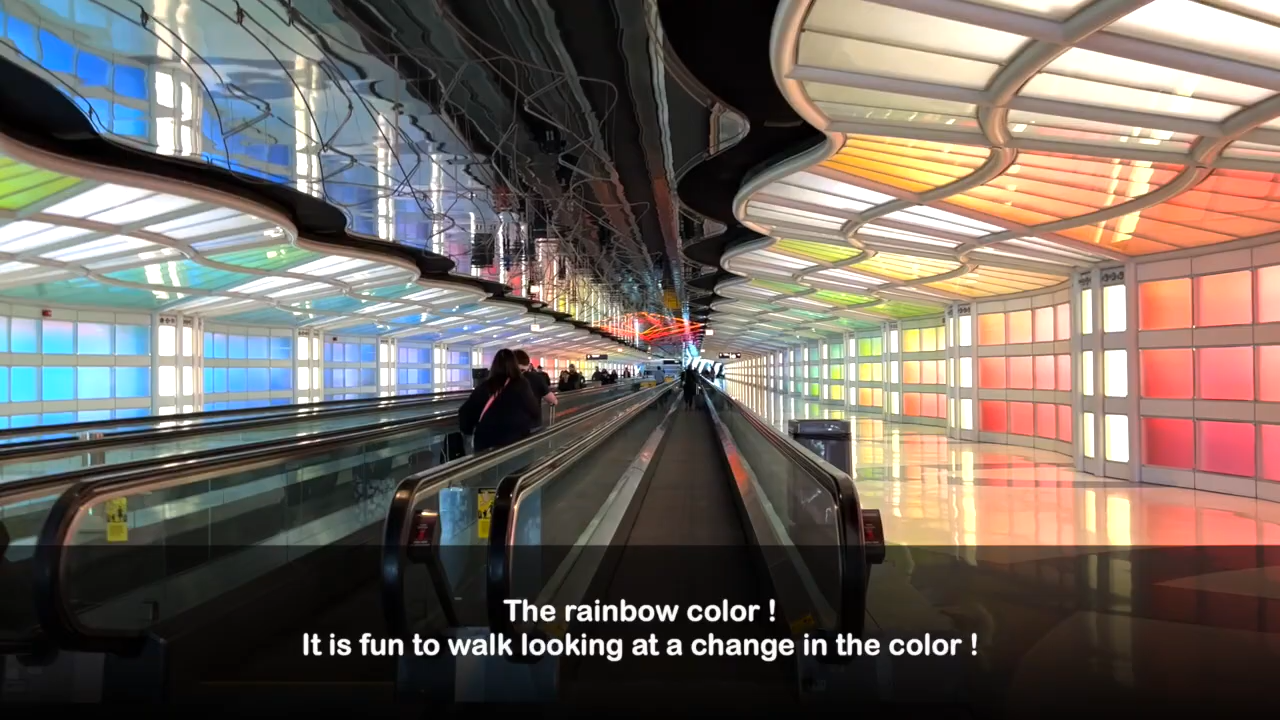 The rainbow color !
It is fun to walk looking at a change in the color !